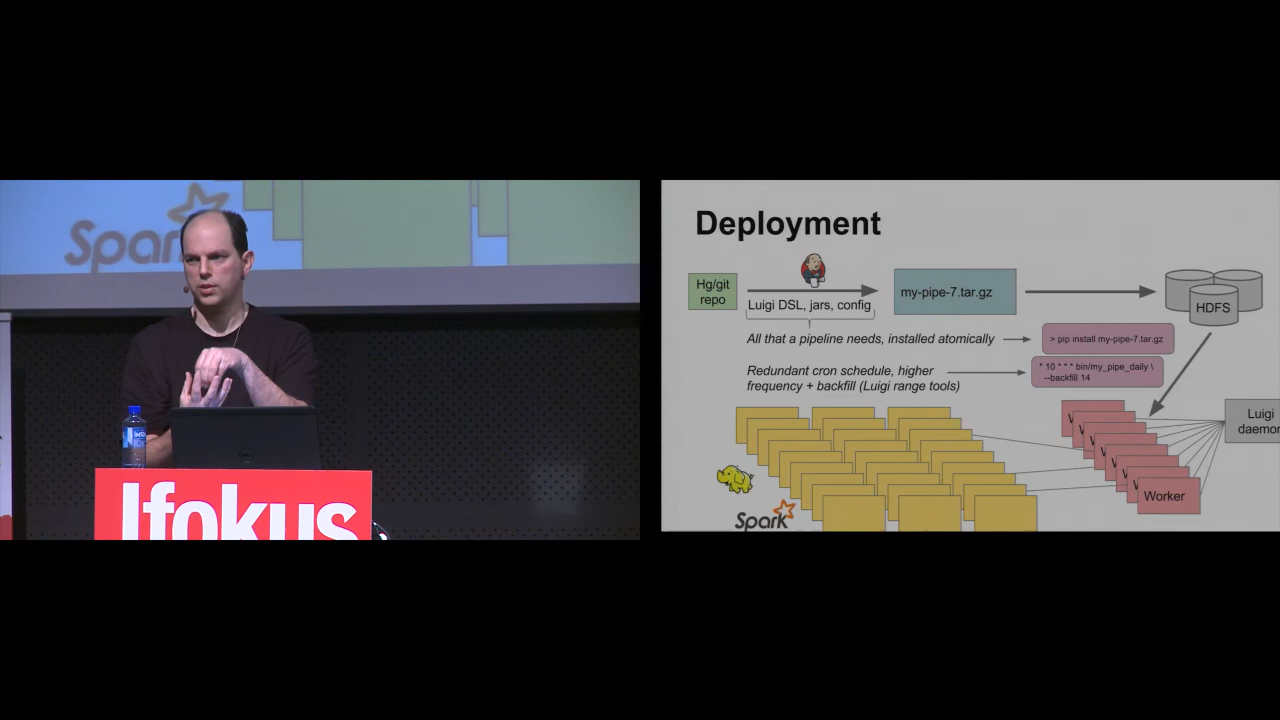 Spark
Jfokus
Deployment
Hg/git
repo
Luigi DSL, jars, config
my-pipe-7.tar.gz
HDFS
All that a pipeline needs, installed atomically
> pip install my-pipe-7.tar.gz
Redundant cron schedule, higher
frequency + backfill (Luigi range tools)
* 10 * * * bin/my_pipe_daily \
--backfill 14
Luigi
daemon
Worker
Spark